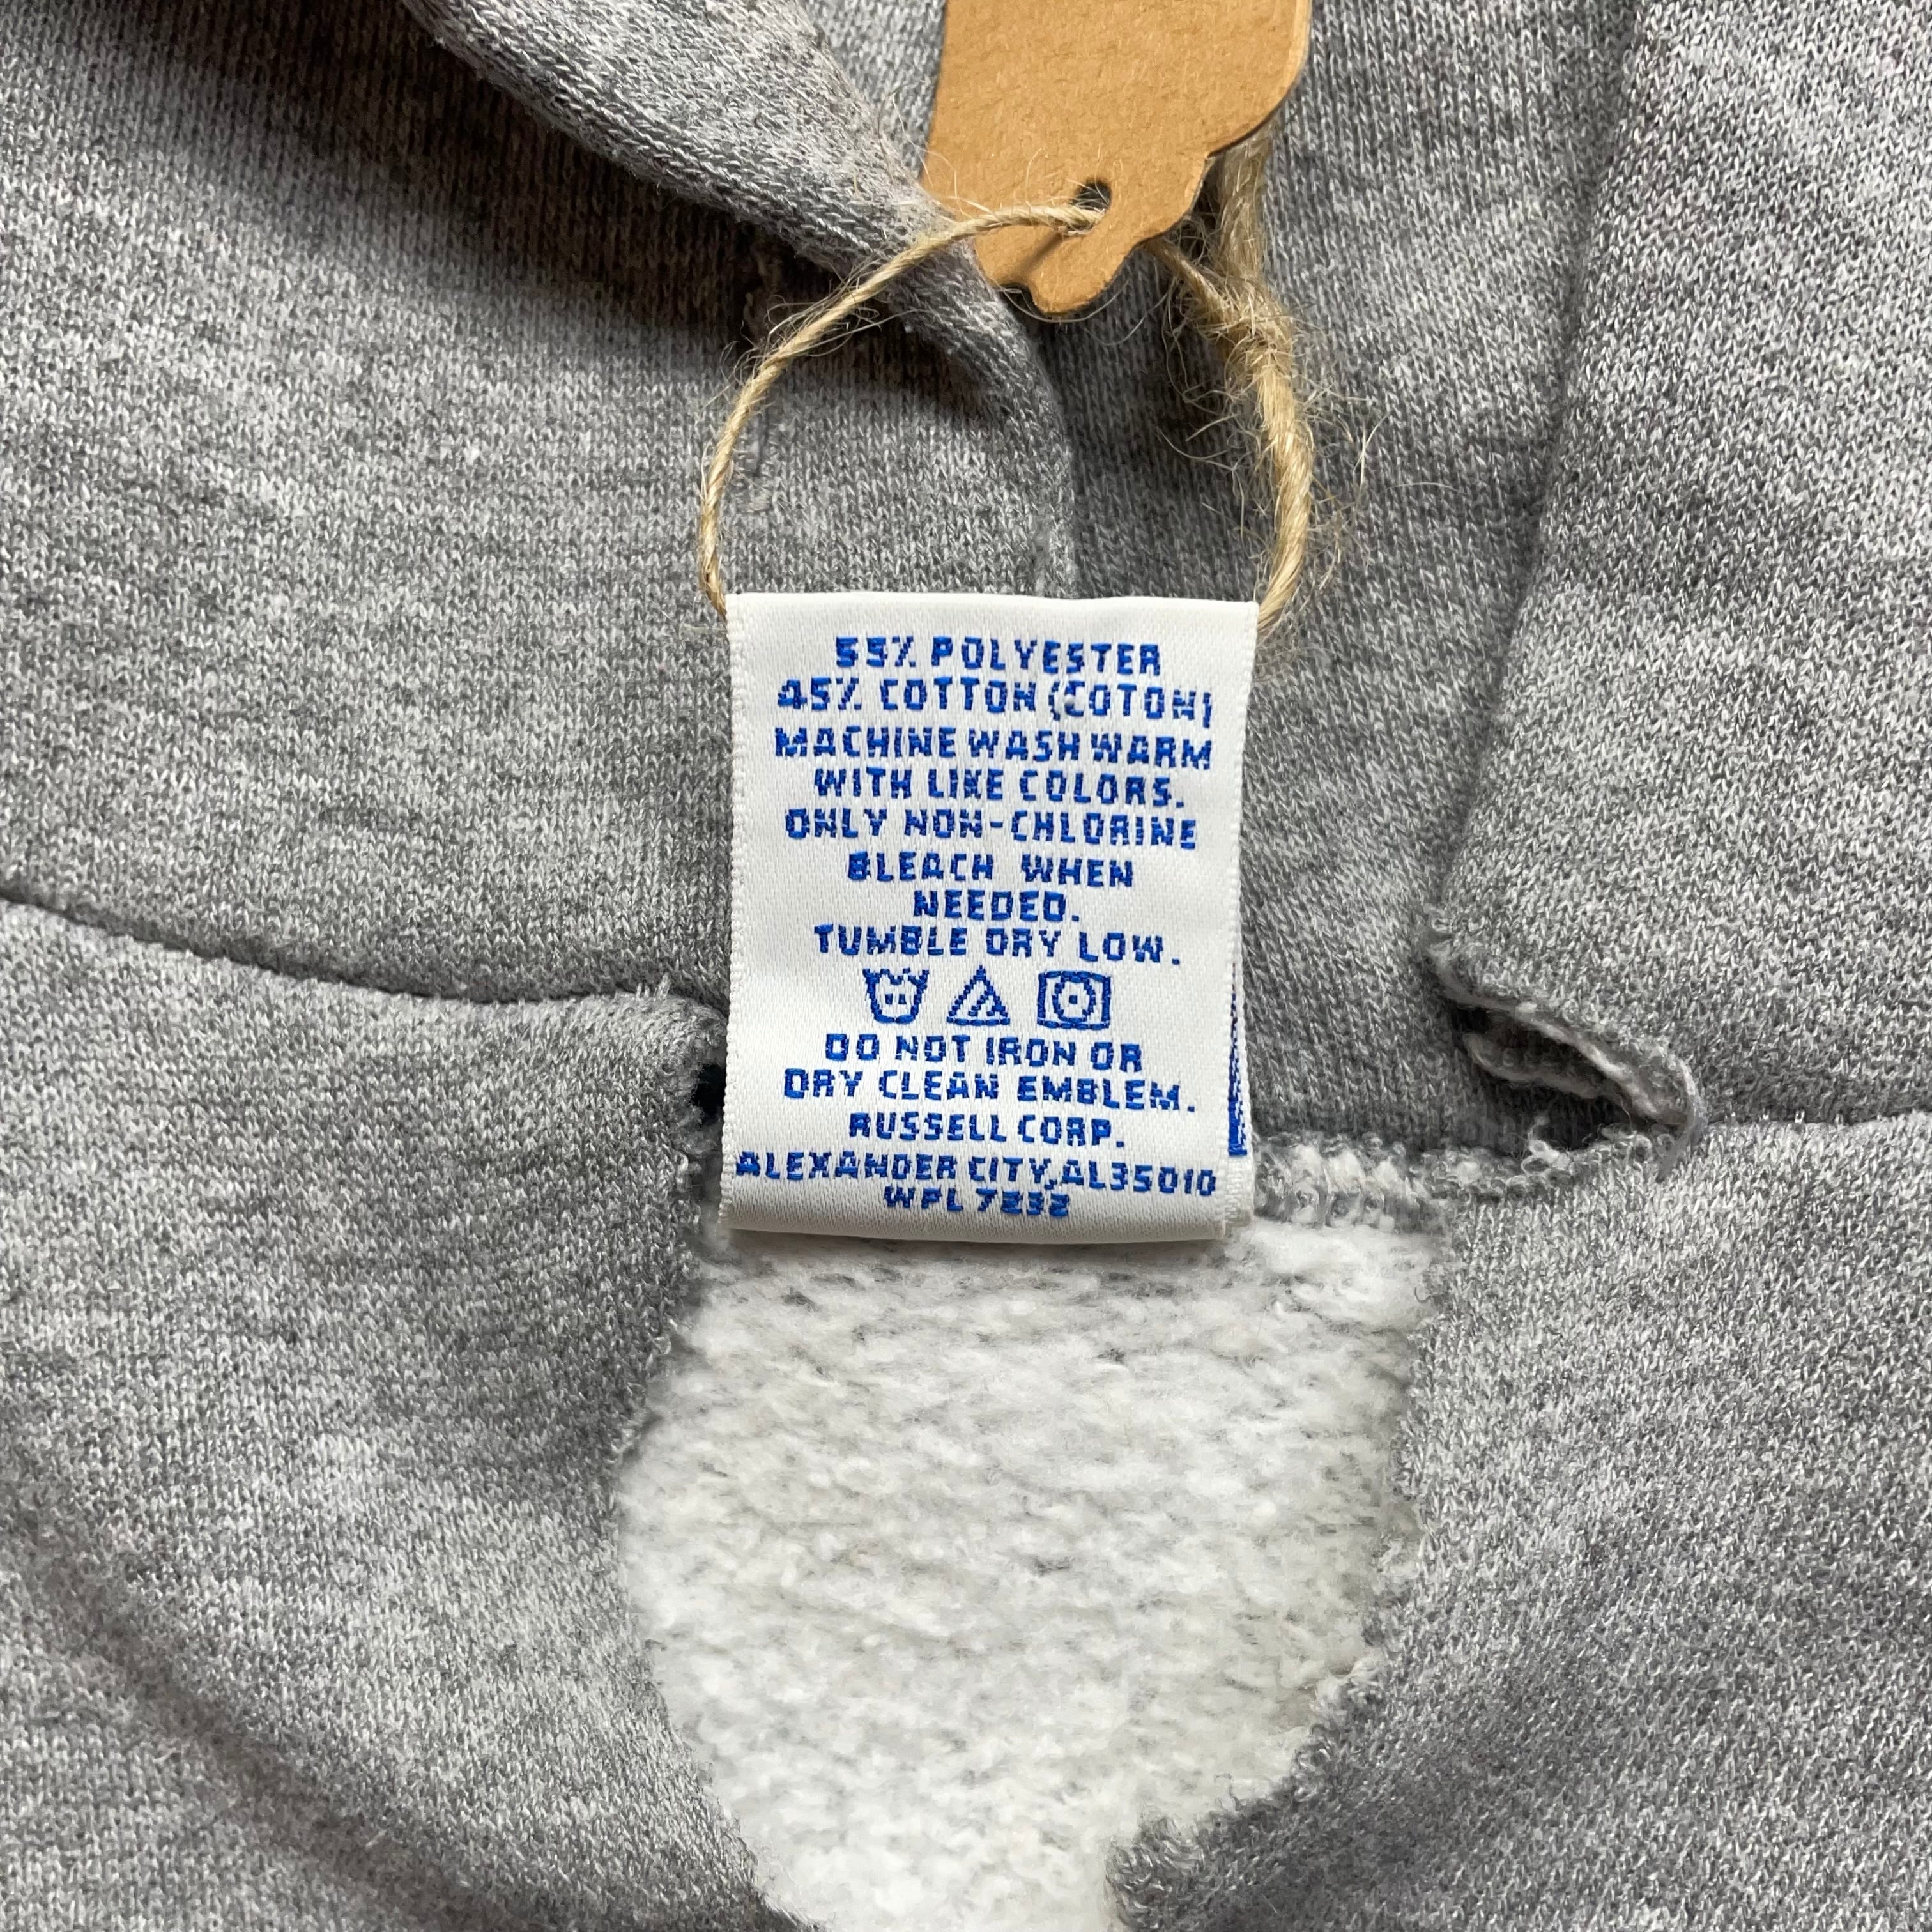 55% POLYESTER
45% COTTON (COTON)
MACHINE WASH WARM
WITH LIKE COLORS.
ONLY NON-CHLORINE
BLEACH WHEN
NEEDED.
TUMBLE DRY LOW.
DO NOT IRON OR
DRY CLEAN EMBLEM.
RUSSELL CORP.
ALEXANDER CITY,AL35010
WPL 7232